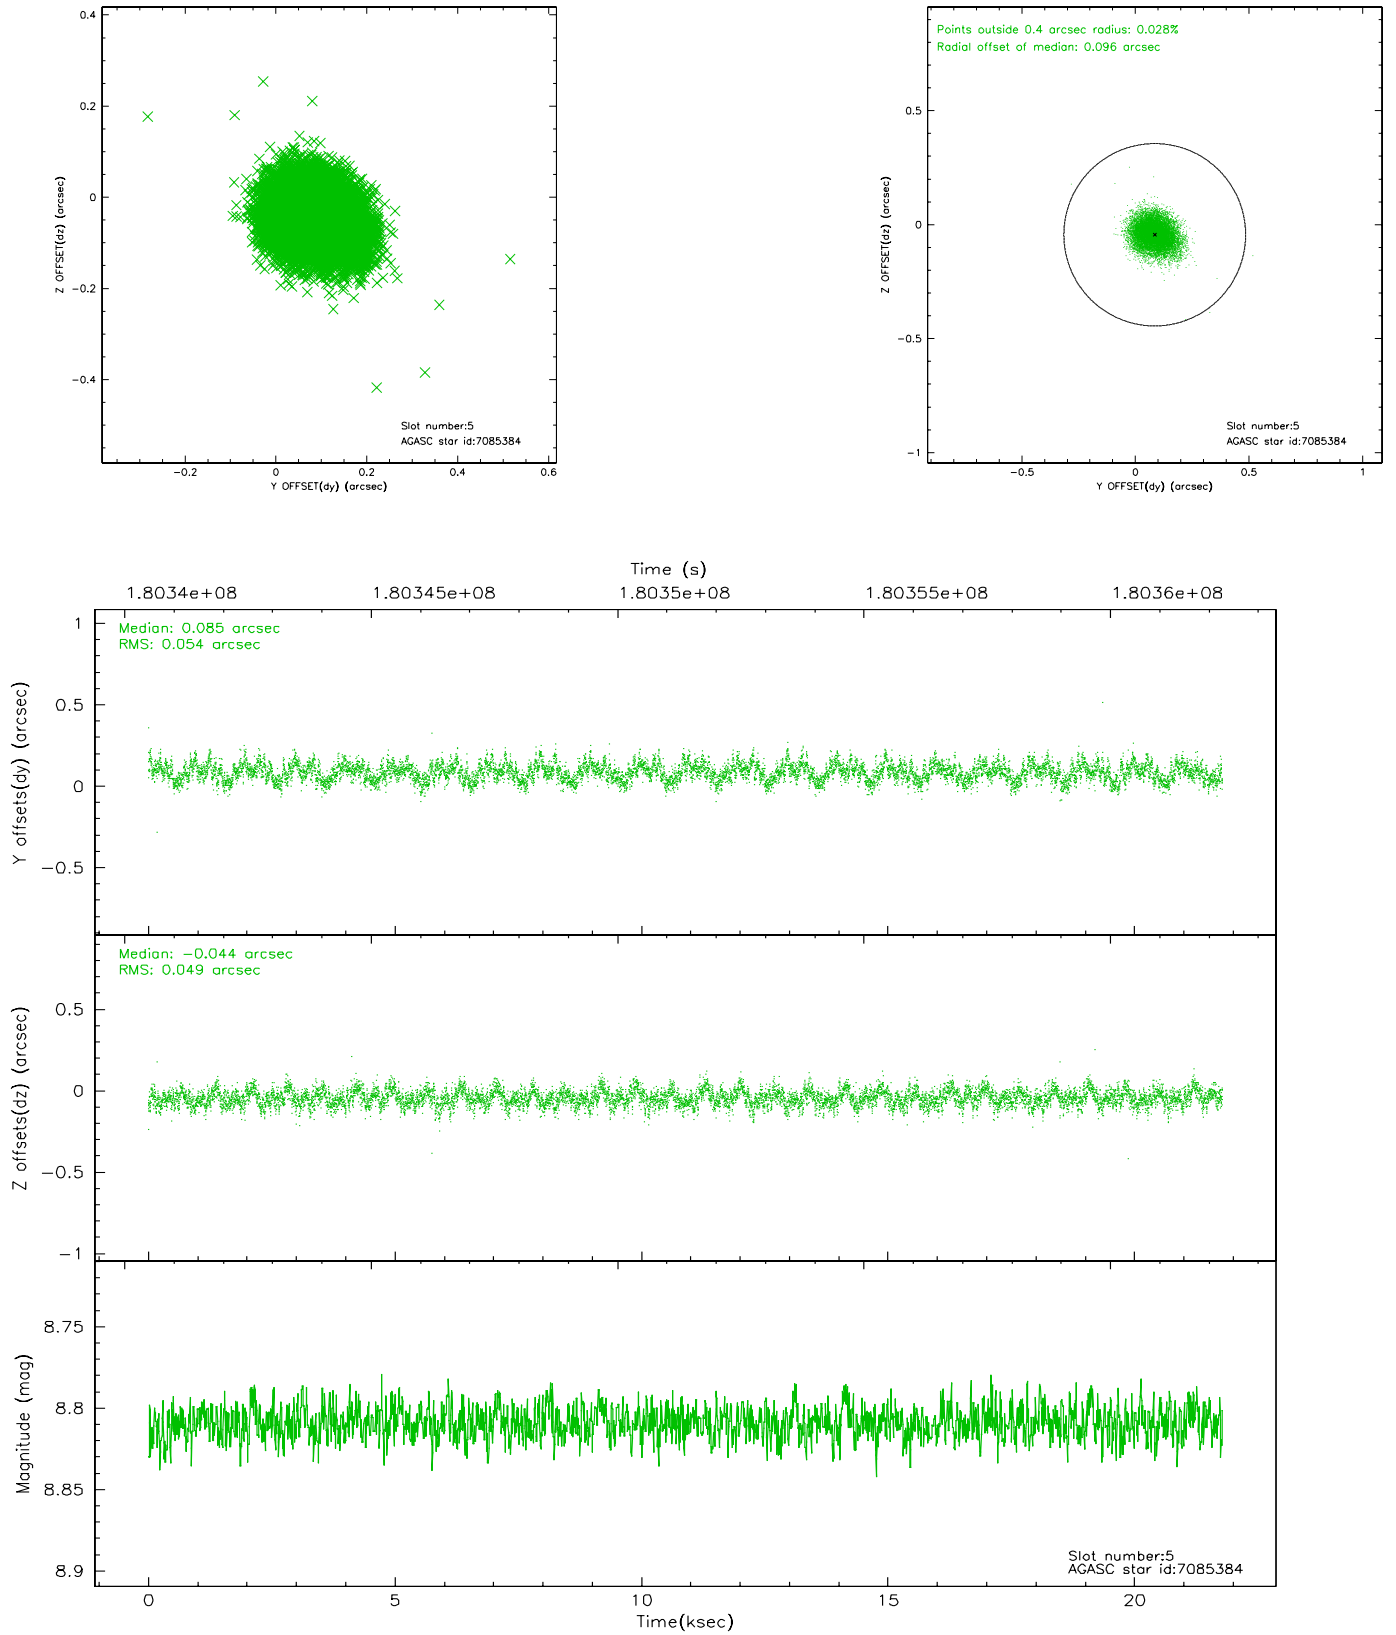 0.4
0.2
0
−0.2
−0.4
Z OFFSET(dz) (arcsec)
Slot number:5
AGASC star id:7085384
−0.2 0 0.2 0.4 0.6
Y OFFSET(dy) (arcsec)
Points outside 0.4 arcsec radius: 0.028%
Radial offset of median: 0.096 arcsec
0.5
0
−0.5
−1
Z OFFSET(dz) (arcsec)
Slot number:5
AGASC star id:7085384
−0.5 0 0.5 1
Y OFFSET(dy) (arcsec)
Time (s)
1.8034e+08 1.80345e+08 1.8035e+08 1.80355e+08 1.8036e+08
Median: 0.085 arcsec
RMS: 0.054 arcsec
1
0.5
0
−0.5
Y offsets(dy) (arcsec)
Median: −0.044 arcsec
RMS: 0.049 arcsec
0.5
0
−0.5
−1
Z offsets(dz) (arcsec)
8.75
8.8
8.85
8.9
Magnitude (mag)
Slot number:5
AGASC star id:7085384
0 5 10 15 20
Time(ksec)